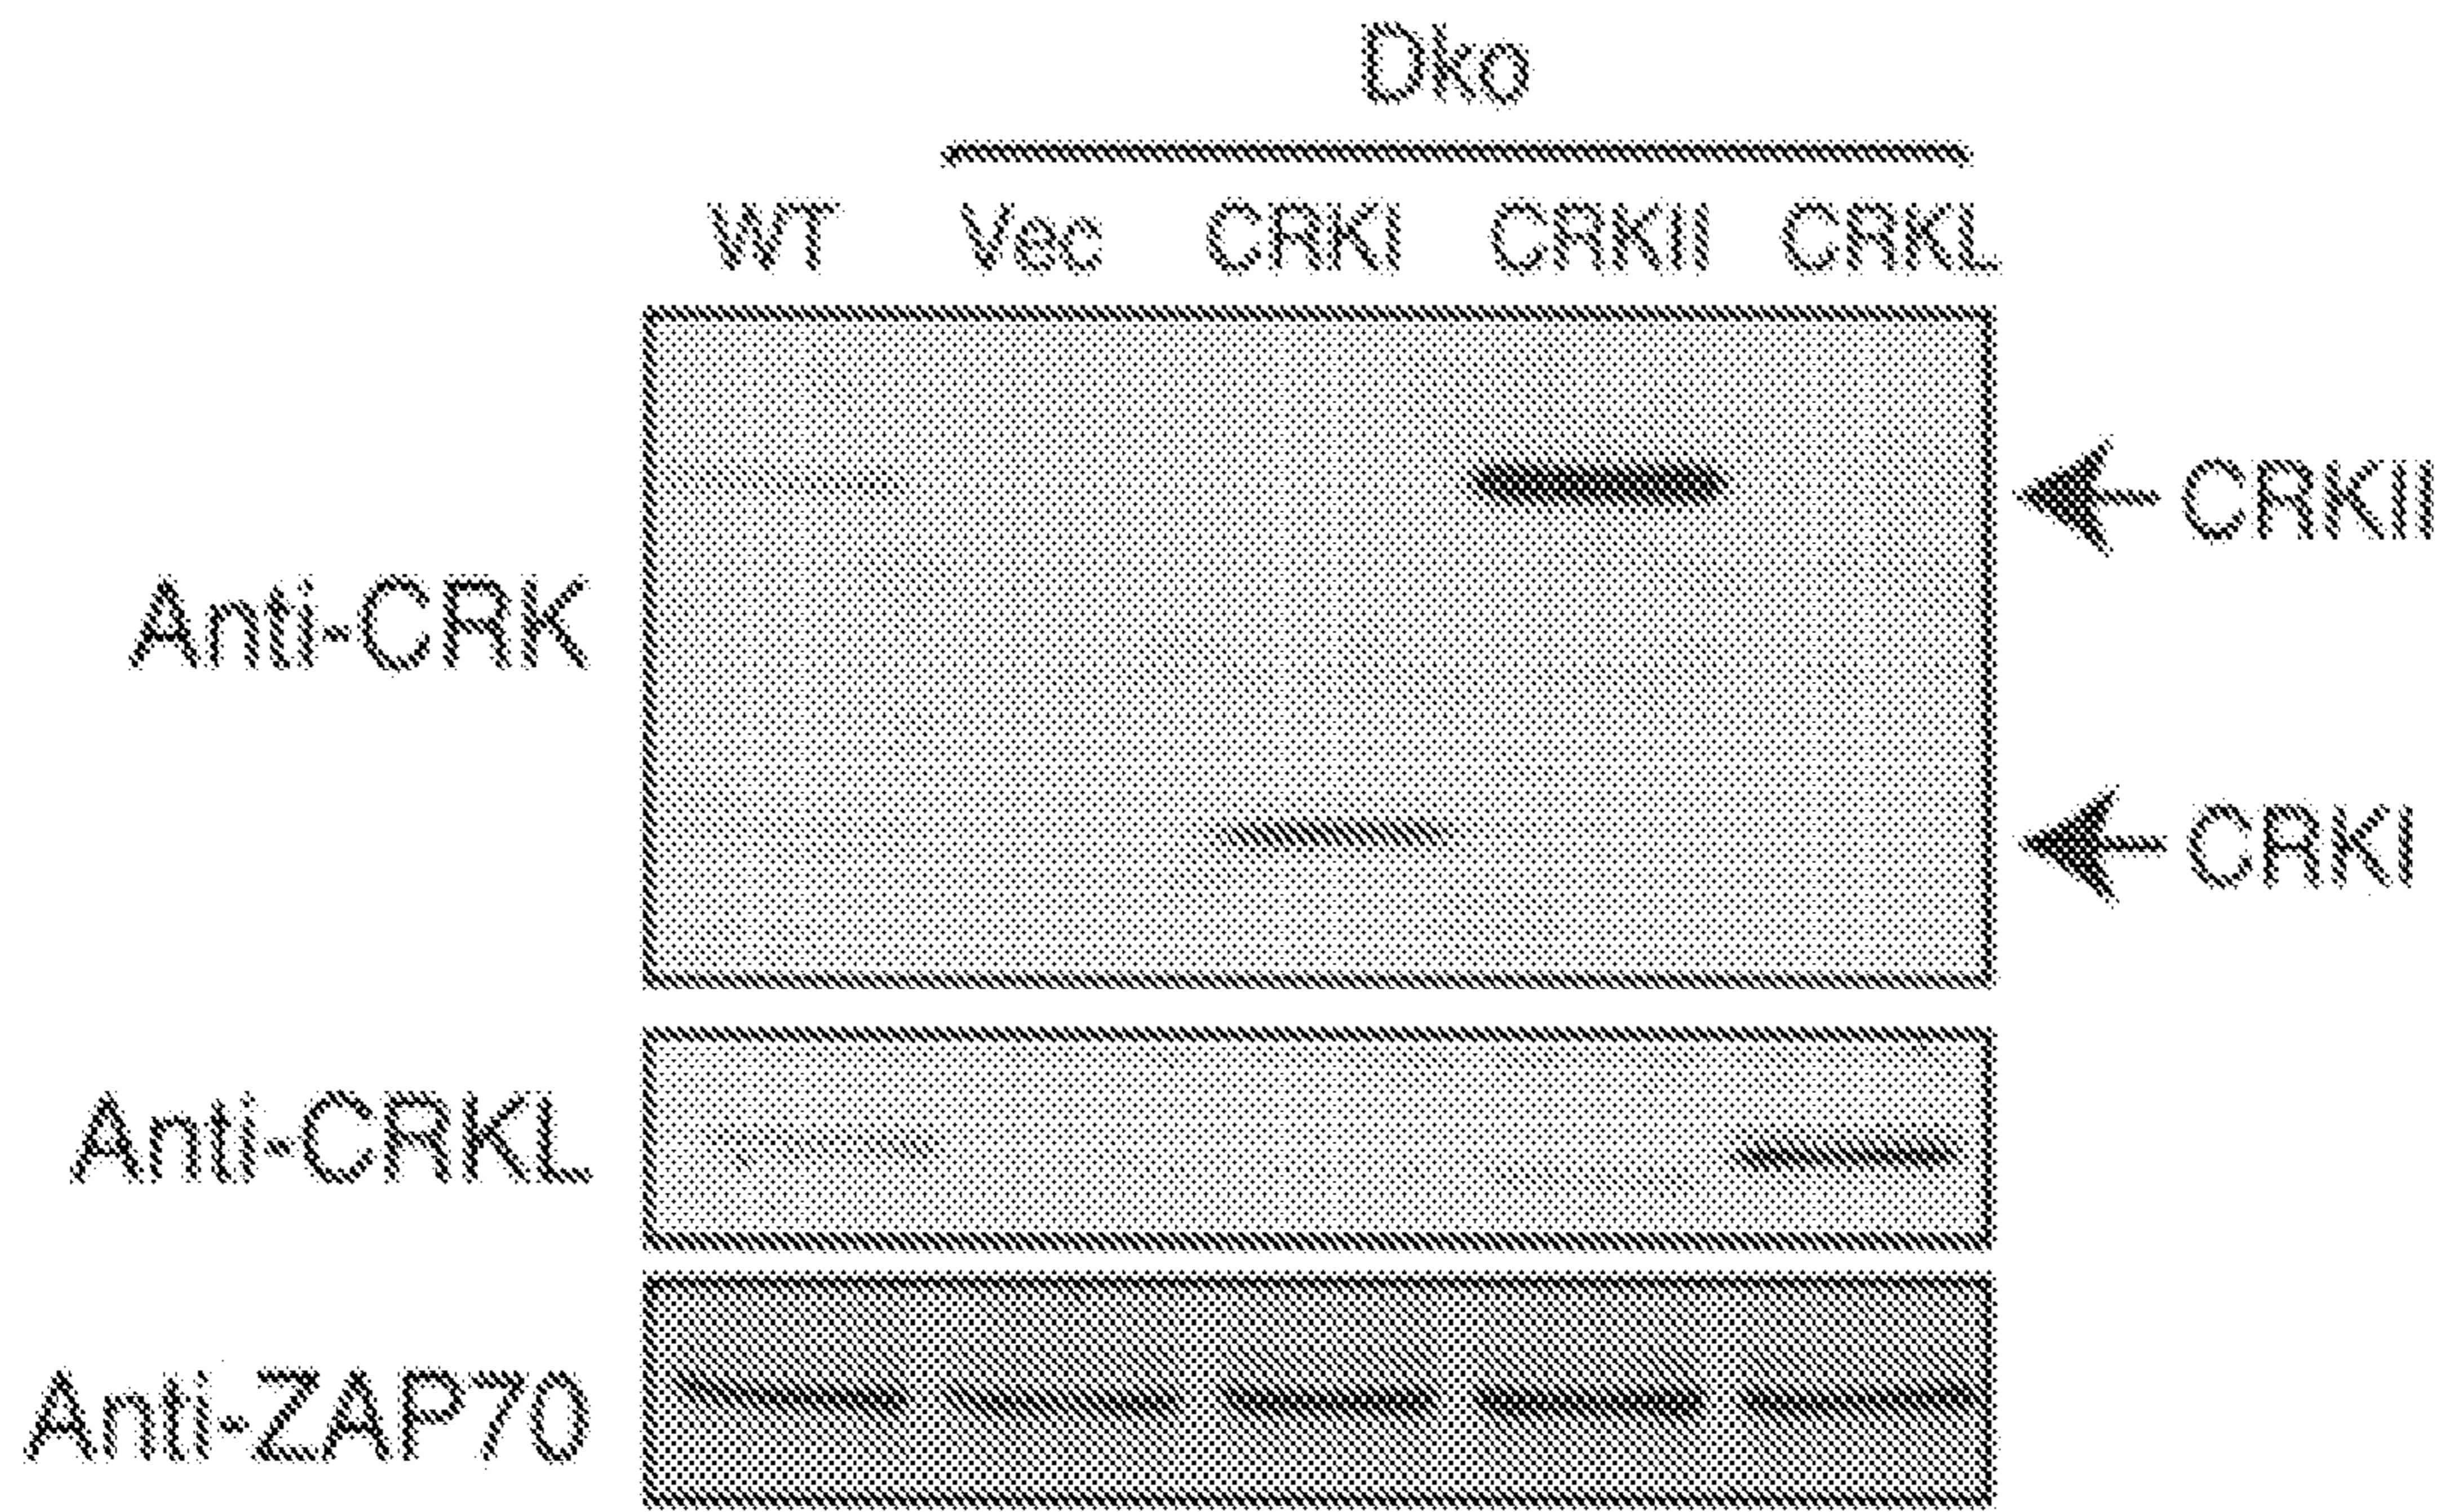 Dko
WT Vec CRKI CRKII CRKL
CRKII
Anti-CRK
CRKI
Anti-CRKL
Anti-ZAP70